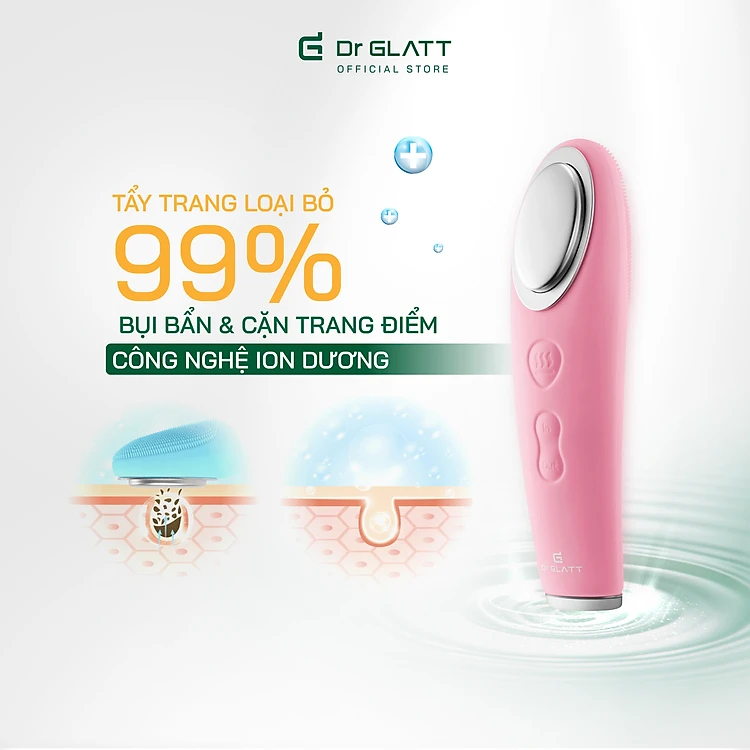 Dr GLATT
OFFICIAL STORE
TẨY TRANG LOẠI BỎ
99%
BỤI BẨN & CẶN TRANG ĐIỂM
CÔNG NGHỆ ION DƯƠNG
Dr GLATT